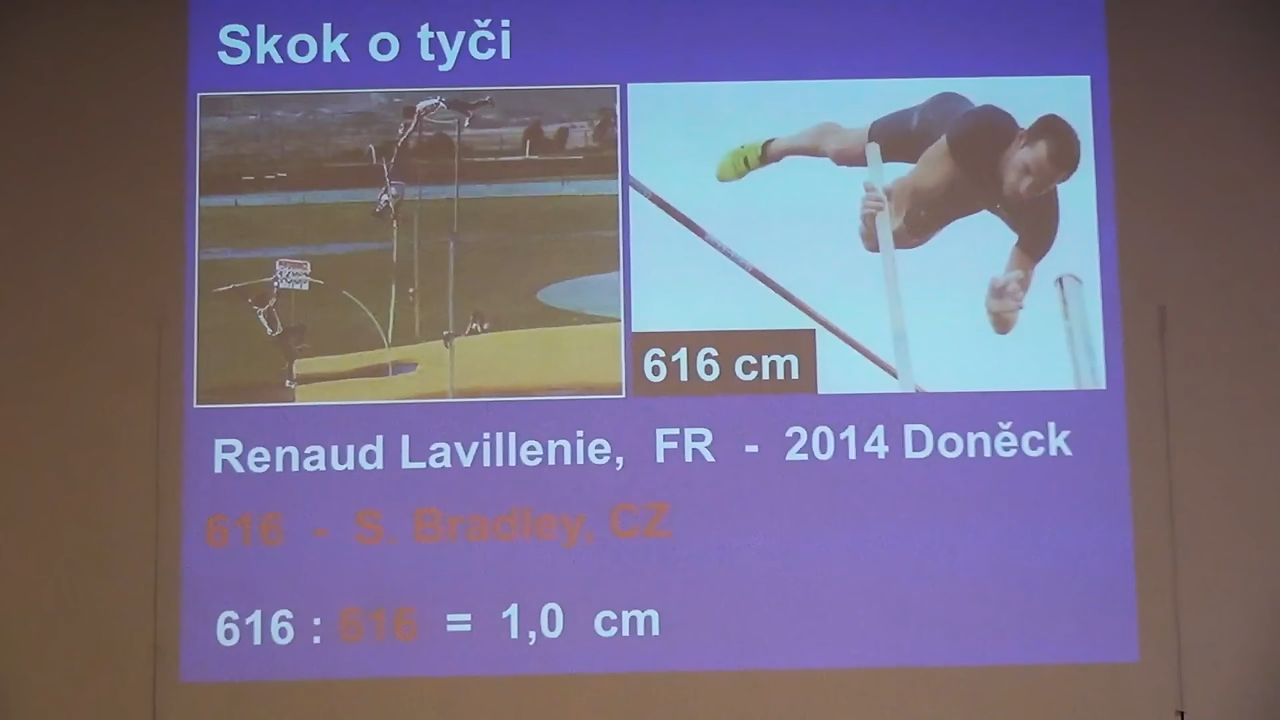 Skok o tyči
616 cm
Renaud Lavillenie, FR - 2014 Doněck
616 - S. Bradley, CZ
616 : 616 = 1,0 cm